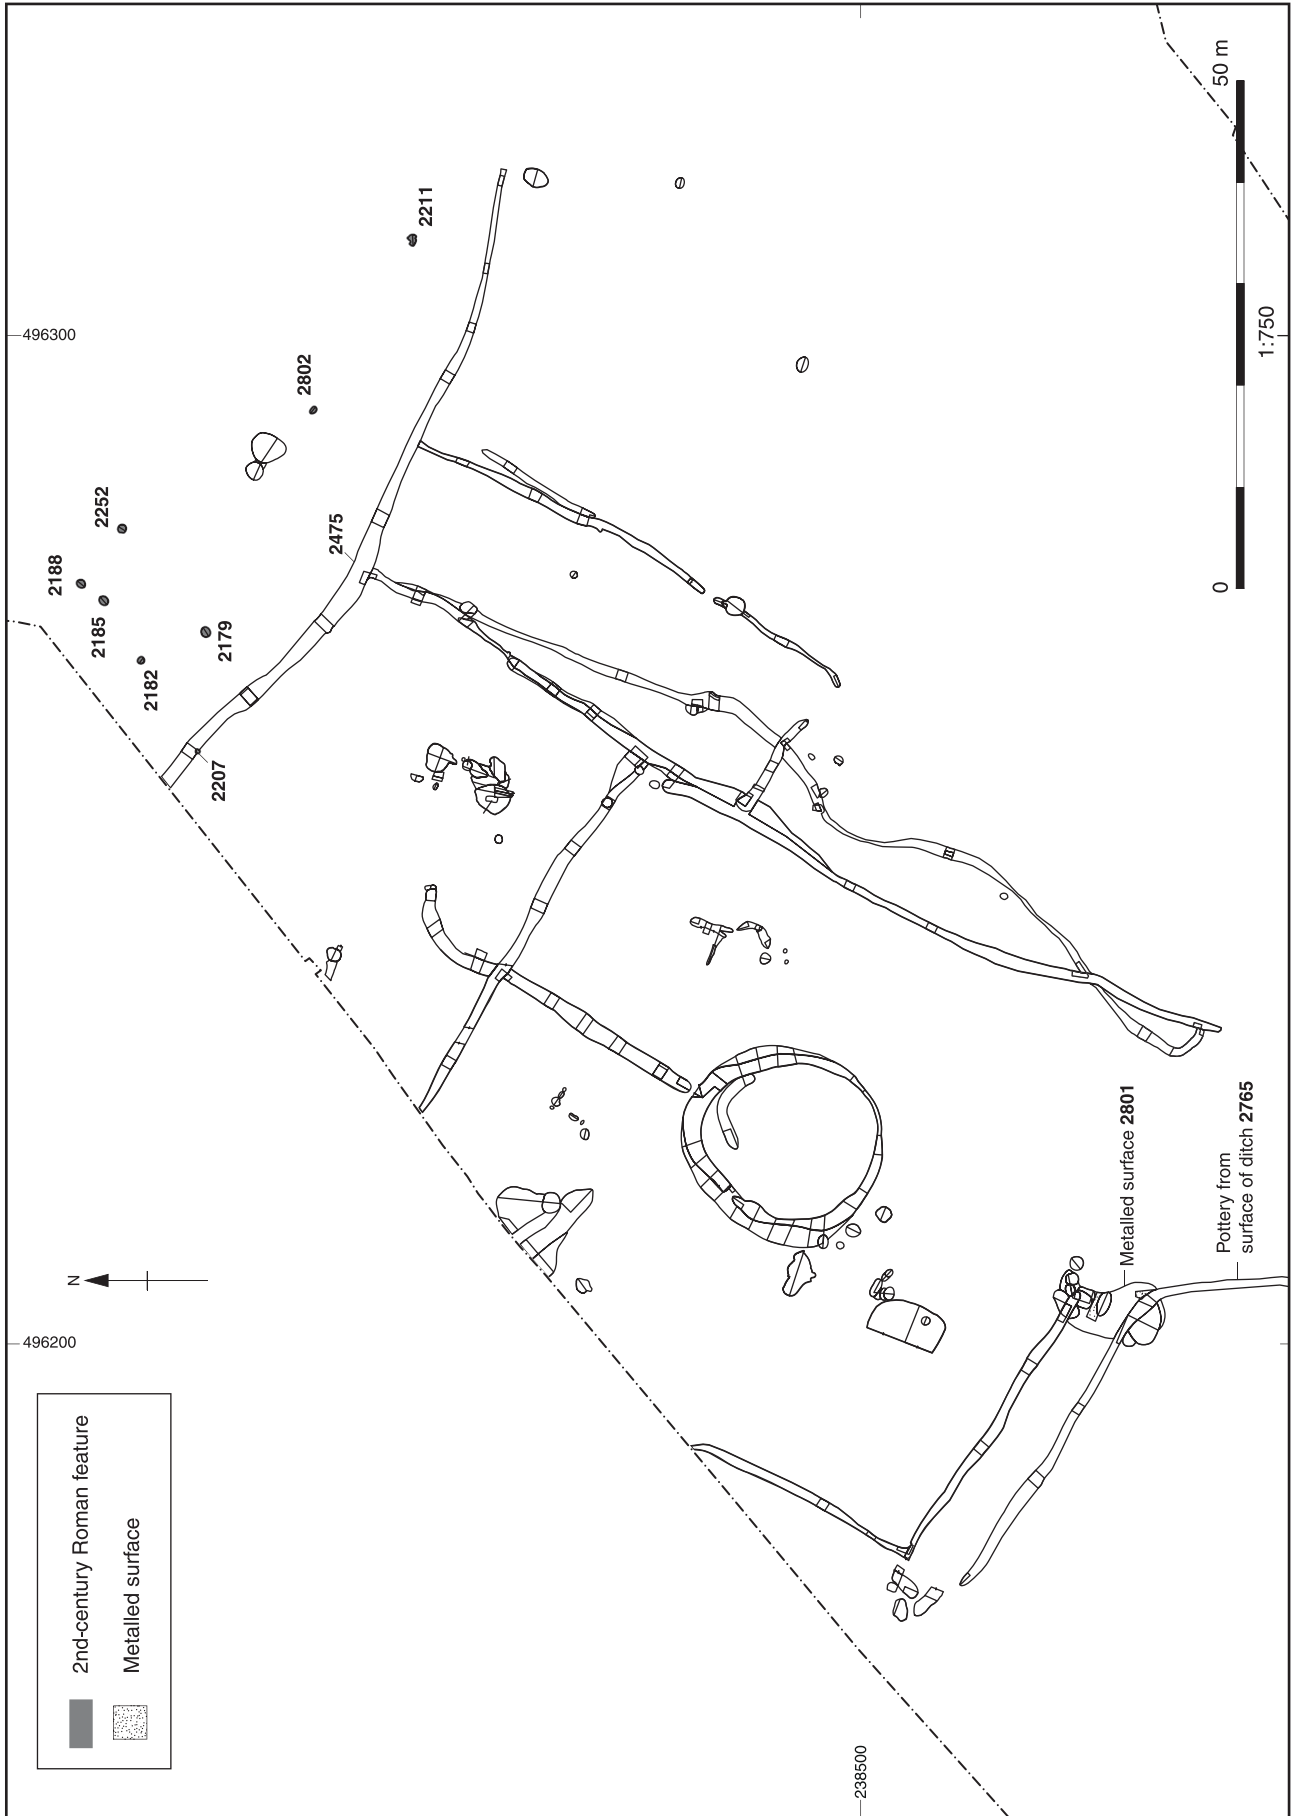 2nd-century Roman feature
Metalled surface
N
496200
496300
238500
2207
2182
2179
2185
2188
2252
2475
2802
2211
Metalled surface 2801
Pottery from
surface of ditch 2765
0
50 m
1:750